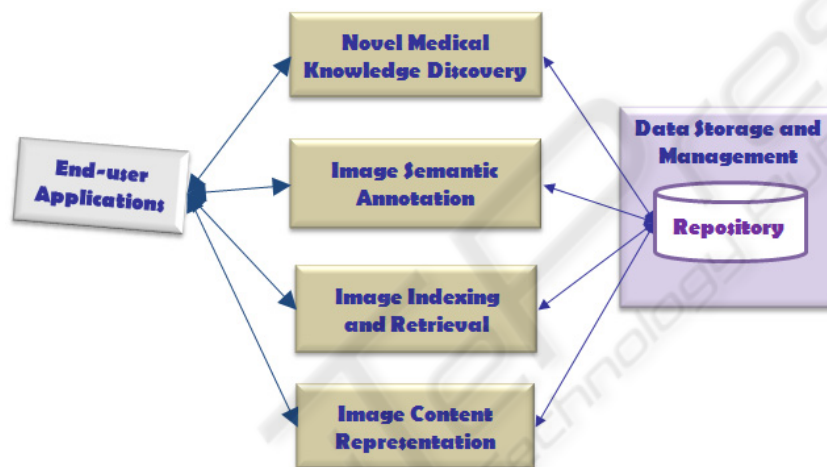 Novel Medical
Knowledge Discovery
Data Storage and
Management
End-user
Applications
Image Semantic
Annotation
Repository
Image Indexing
and Retrieval
Image Content
Representation